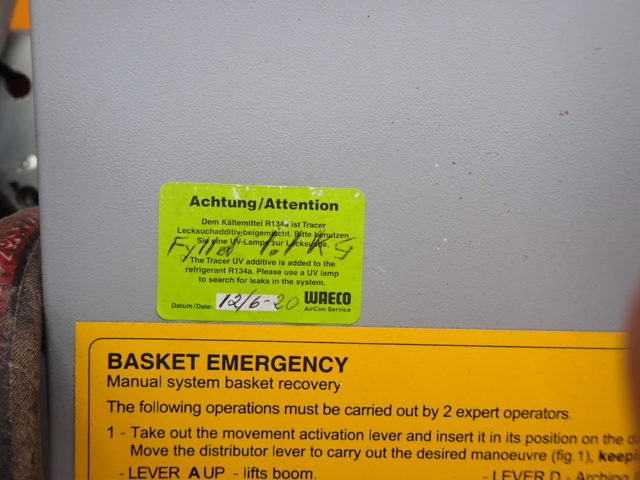 Achtung/Attention
Dem Kältemittel R134a ist Tracer
Lecksuchadditiv beigemacht. Bitte benutzen
Sie eine UV-Lampe zur Lecksuche.
Fylld 1.1 KG
The Tracer UV additive is added to the
refrigerant R134a. Please use a UV lamp
to search for leaks in the system.
Datum/Date: 12/6-20 WAECO
AirCon Service
BASKET EMERGENCY
Manual system basket recovery
The following operations must be carried out by 2 expert operators.
1 - Take out the movement activation lever and insert it in its position on the
Move the distributor lever to carry out the desired manoeuvre (fig.1),
- LEVER A UP - lifts boom.
- LEVER D -